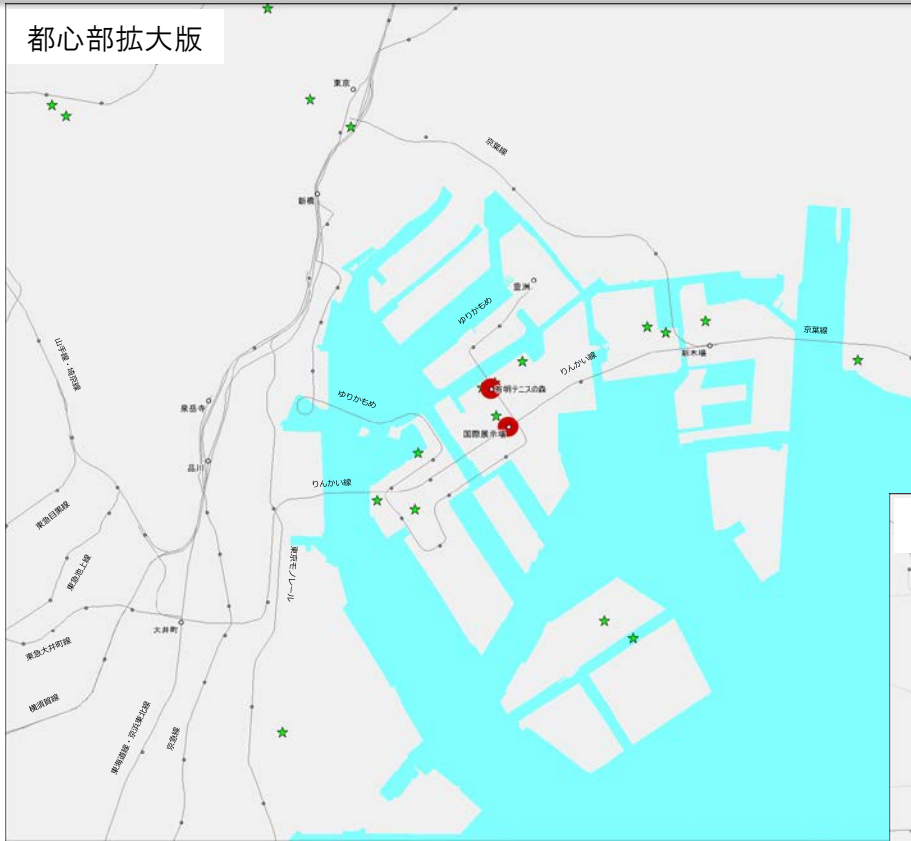 都心部拡大版
東京
京葉線
新橋
豊洲
ゆりかもめ
山手線・埼京線
京葉線
新木場
りんかい線
有明テニスの森
ゆりかもめ
泉岳寺
国際展示場
品川
りんかい線
東急目黒線
東京モノレール
東急池上線
大井町
東急大井町線
横須賀線
東海道線・京浜東北線
京急線